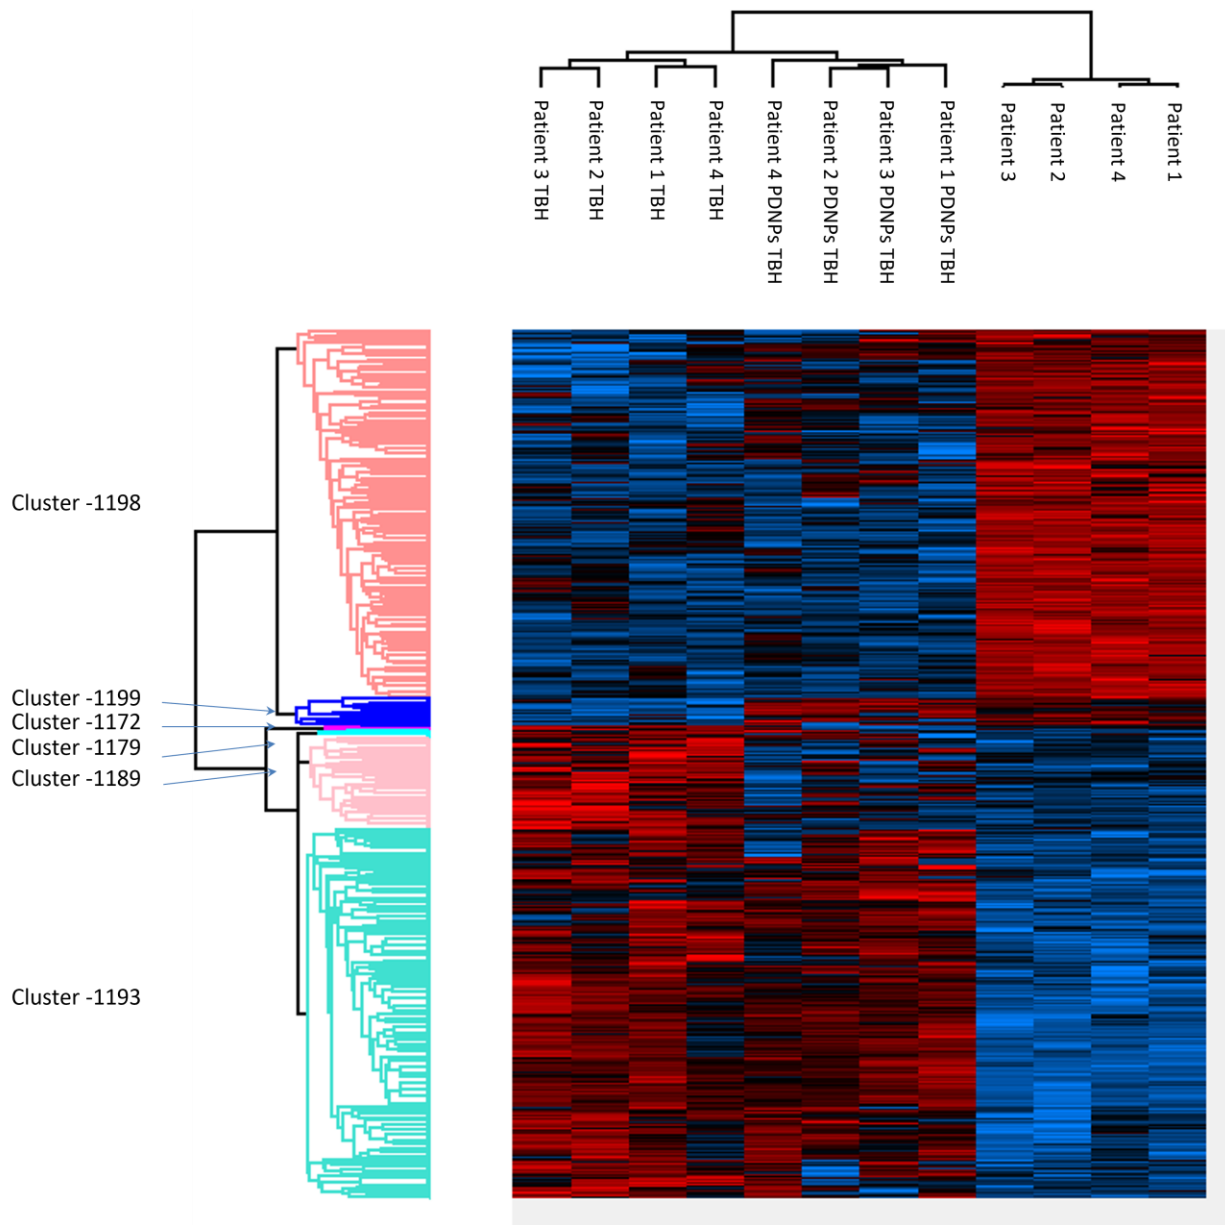 Patient 3 TBH
Patient 2 TBH
Patient 1 TBH
Patient 4 TBH
Patient 4 PDNPs TBH
Patient 2 PDNPs TBH
Patient 3 PDNPs TBH
Patient 1 PDNPs TBH
Patient 3
Patient 2
Patient 4
Patient 1
Cluster -1198
Cluster -1199
Cluster -1172
Cluster -1179
Cluster -1189
Cluster -1193